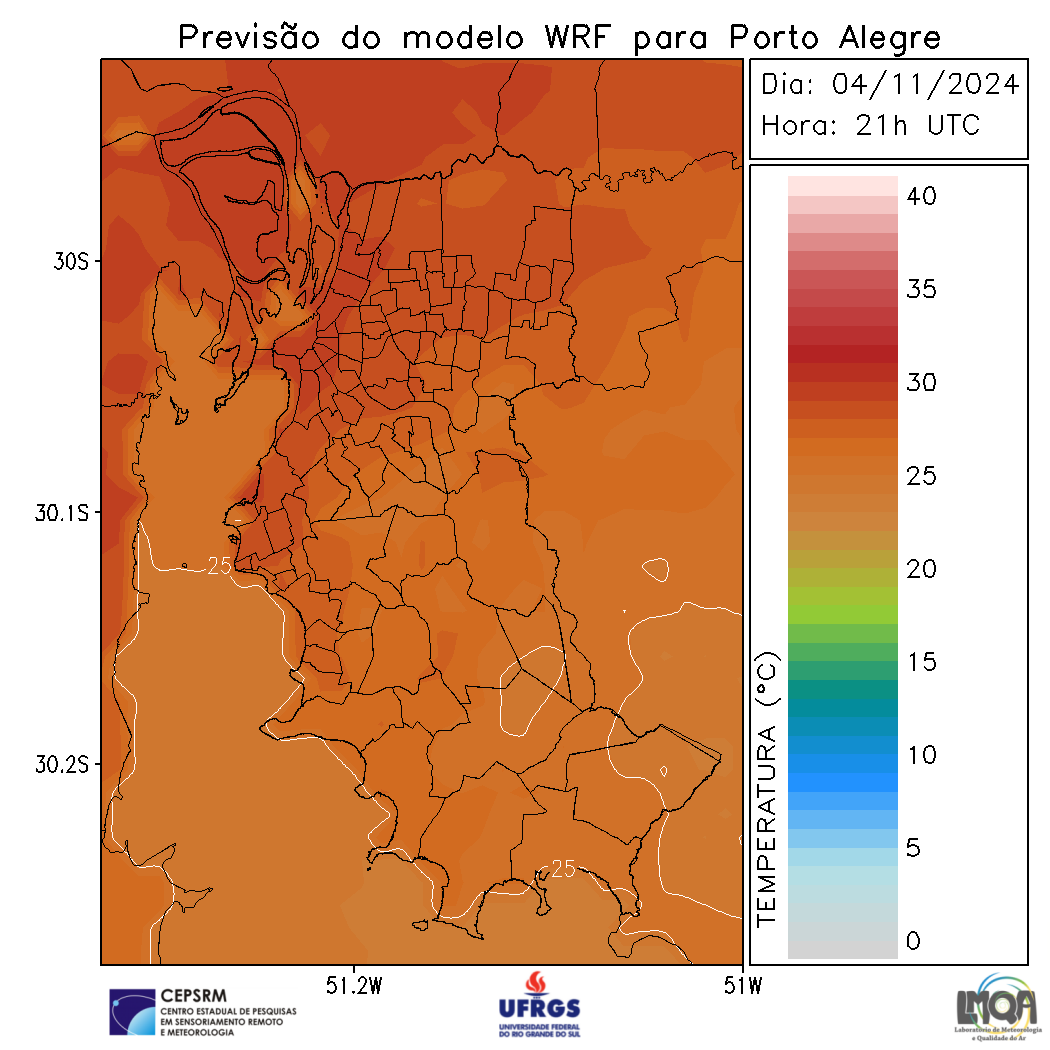 Previsão do modelo WRF para Porto Alegre
Dia: 04/11/2024
Hora: 21h UTC
40
35
30
25
20
15
10
5
0
TEMPERATURA (°C)
30S
30.1S
30.2S
25
25
51.2W
51W
CEPSRM
CENTRO ESTADUAL DE PESQUISAS
EM SENSORIAMENTO REMOTO
E METEOROLOGIA
UFRGS
UNIVERSIDADE FEDERAL
DO RIO GRANDE DO SUL
LMQA
Laboratório de Meteorologia
e Qualidade do Ar